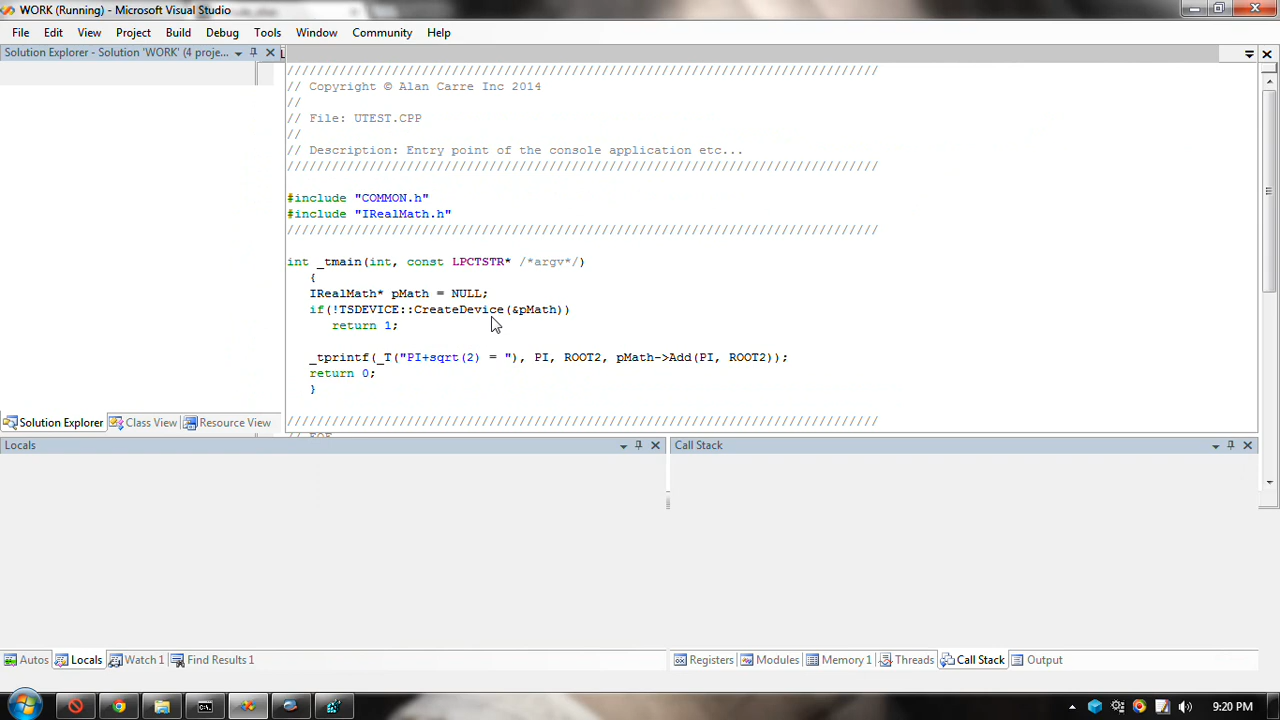 WORK (Running) - Microsoft Visual Studio
File Edit View Project Build Debug Tools Window Community Help
Solution Explorer - Solution 'WORK' (4 proje...
////////////////////////////////////////////////////////////////////////////////
// Copyright © Alan Carre Inc 2014
//
// File: UTEST.CPP
//
// Description: Entry point of the console application etc...
////////////////////////////////////////////////////////////////////////////////
#include "COMMON.h"
#include "IRealMath.h"
////////////////////////////////////////////////////////////////////////////////
int _tmain(int, const LPCTSTR* /*argv*/)
{
IRealMath* pMath = NULL;
if(!TSDEVICE::CreateDevice(&pMath))
return 1;
_tprintf(_T("PI+sqrt(2) = "), PI, ROOT2, pMath->Add(PI, ROOT2));
return 0;
}
////////////////////////////////////////////////////////////////////////////////
// EOF
Solution Explorer Class View Resource View
Locals
Call Stack
Autos Locals Watch 1 Find Results 1
Registers Modules Memory 1 Threads Call Stack Output
9:20 PM